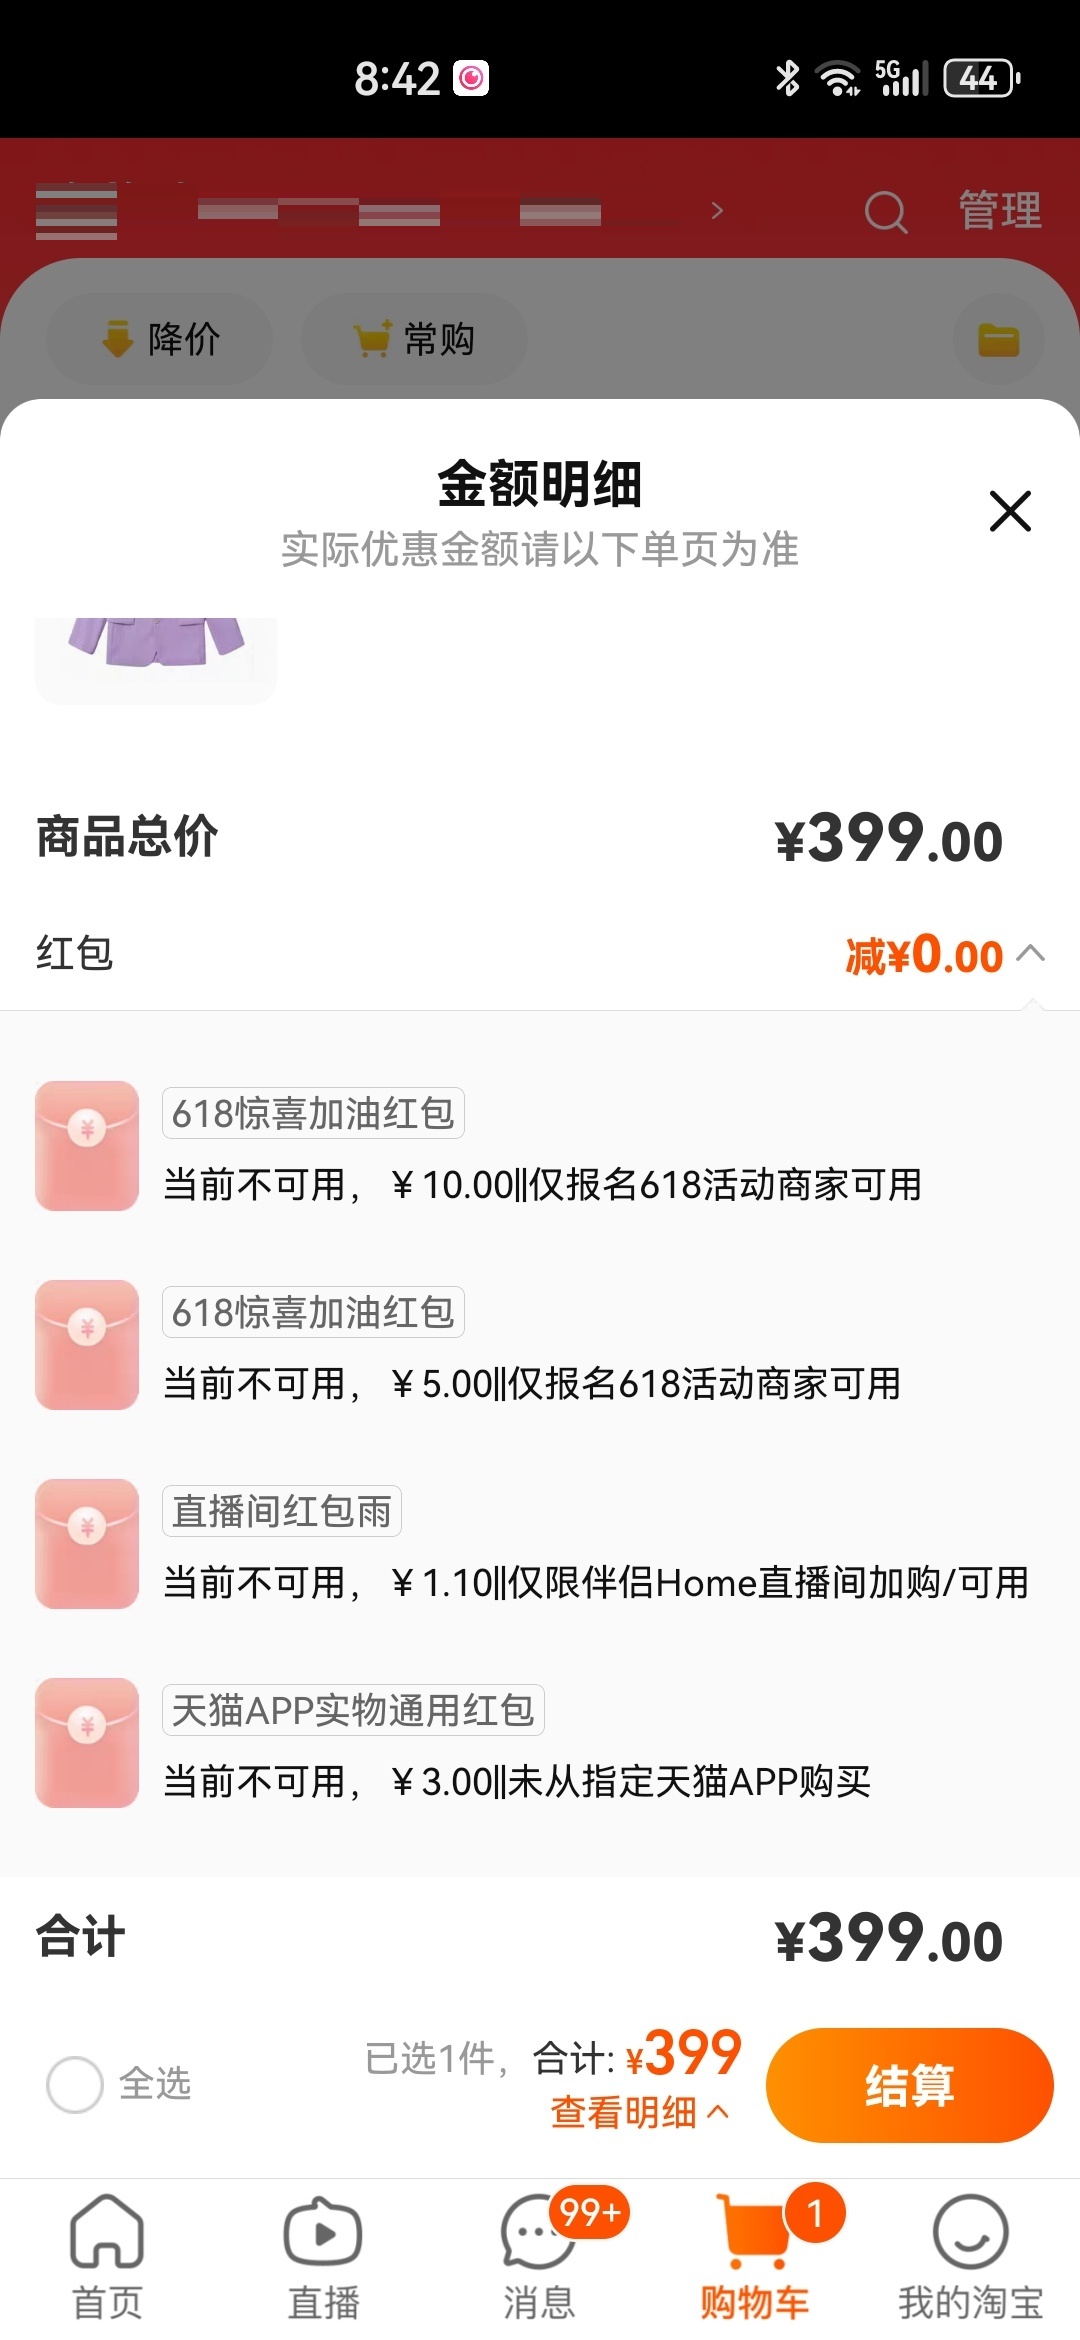 8:42
5G
44
管理
降价
常购
金额明细
实际优惠金额请以下单页为准
商品总价
¥399.00
红包
减¥0.00
618惊喜加油红包
当前不可用，￥10.00||仅报名618活动商家可用
618惊喜加油红包
当前不可用，￥5.00||仅报名618活动商家可用
直播间红包雨
当前不可用，￥1.10||仅限伴侣Home直播间加购/可用
天猫APP实物通用红包
当前不可用，￥3.00||未从指定天猫APP购买
合计
¥399.00
全选
已选1件，合计:¥399
查看明细
结算
99+
1
首页
直播
消息
购物车
我的淘宝